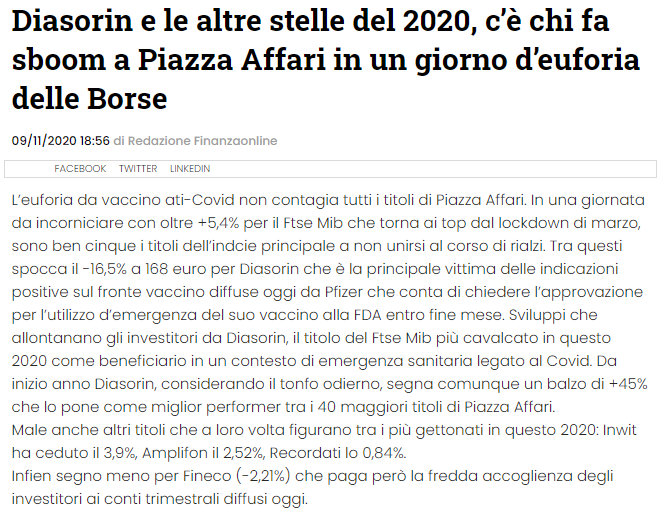 Diasorin e le altre stelle del 2020, c'è chi fa
sboom a Piazza Affari in un giorno d'euforia
delle Borse
09/11/2020 18:56 di Redazione Finanzaonline
FACEBOOK TWITTER LINKEDIN
L'euforia da vaccino ati-Covid non contagia tutti i titoli di Piazza Affari. In una giornata
da incorniciare con oltre +5,4% per il Ftse Mib che torna ai top dal lockdown di marzo,
sono ben cinque i titoli dell'indcie principale a non unirsi al corso di rialzi. Tra questi
spocca il -16,5% a 168 euro per Diasorin che è la principale vittima delle indicazioni
positive sul fronte vaccino diffuse oggi da Pfizer che conta di chiedere l'approvazione
per l'utilizzo d'emergenza del suo vaccino alla FDA entro fine mese. Sviluppi che
allontanano gli investitori da Diasorin, il titolo del Ftse Mib più cavalcato in questo
2020 come beneficiario in un contesto di emergenza sanitaria legato al Covid. Da
inizio anno Diasorin, considerando il tonfo odierno, segna comunque un balzo di +45%
che lo pone come miglior performer tra i 40 maggiori titoli di Piazza Affari.
Male anche altri titoli che a loro volta figurano tra i più gettonati in questo 2020: Inwit
ha ceduto il 3,9%, Amplifon il 2,52%, Recordati lo 0,84%.
Infien segno meno per Fineco (-2,21%) che paga però la fredda accoglienza degli
investitori ai conti trimestrali diffusi oggi.